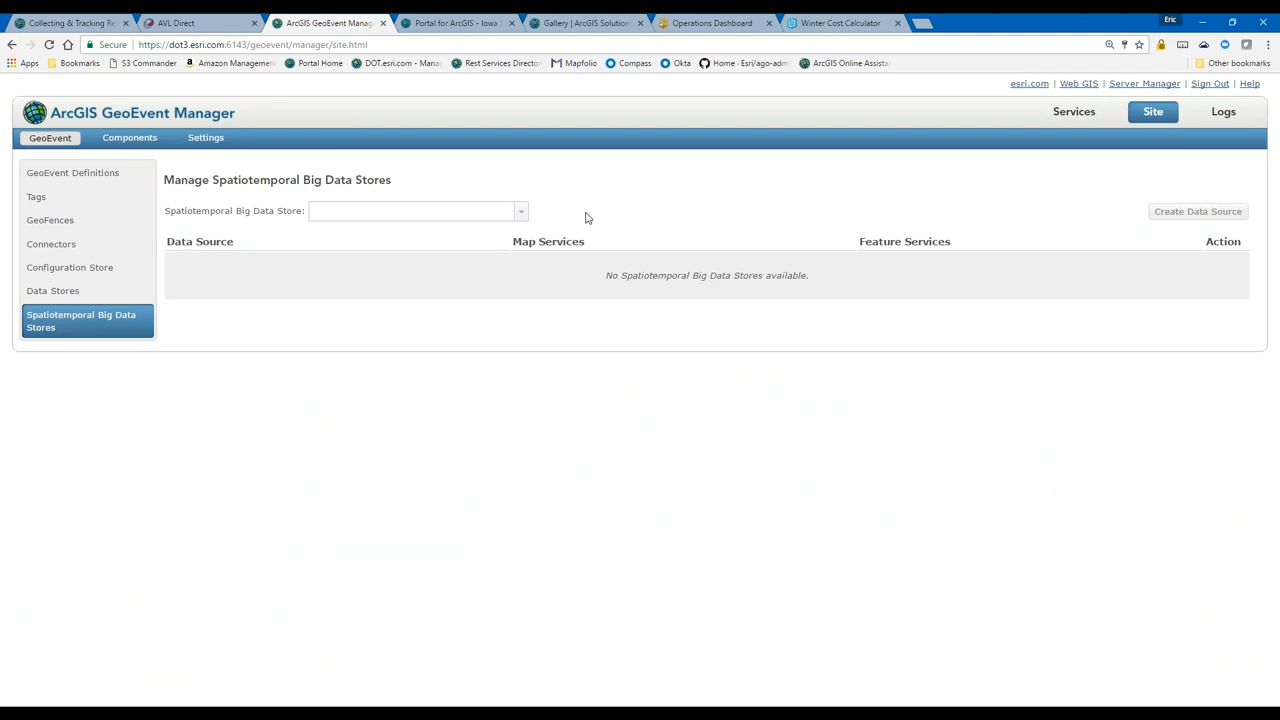 Collecting & Tracking Re
AVL Direct
ArcGIS GeoEvent Manag
Portal for ArcGIS - Iowa S
Gallery | ArcGIS Solution
Operations Dashboard
Winter Cost Calculator
Eric
Secure
https://dot3.esri.com:6143/geoevent/manager/site.html
Apps
Bookmarks
S3 Commander
Amazon Managemen
Portal Home
DOT.esri.com - Mana
Rest Services Director
Mapfolio
Compass
Okta
Home · Esri/ago-adm
ArcGIS Online Assista
Other bookmarks
esri.com
Web GIS
Server Manager
Sign Out
Help
ArcGIS GeoEvent Manager
Services
Site
Logs
GeoEvent
Components
Settings
GeoEvent Definitions
Tags
GeoFences
Connectors
Configuration Store
Data Stores
Spatiotemporal Big Data
Stores
Manage Spatiotemporal Big Data Stores
Spatiotemporal Big Data Store:
Create Data Source
Data Source
Map Services
Feature Services
Action
No Spatiotemporal Big Data Stores available.